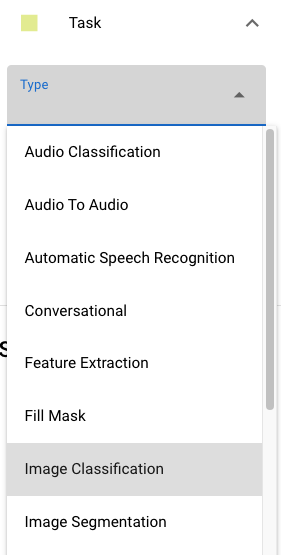 Task
Type
Audio Classification
Audio To Audio
Automatic Speech Recognition
Conversational
Feature Extraction
Fill Mask
Image Classification
Image Segmentation